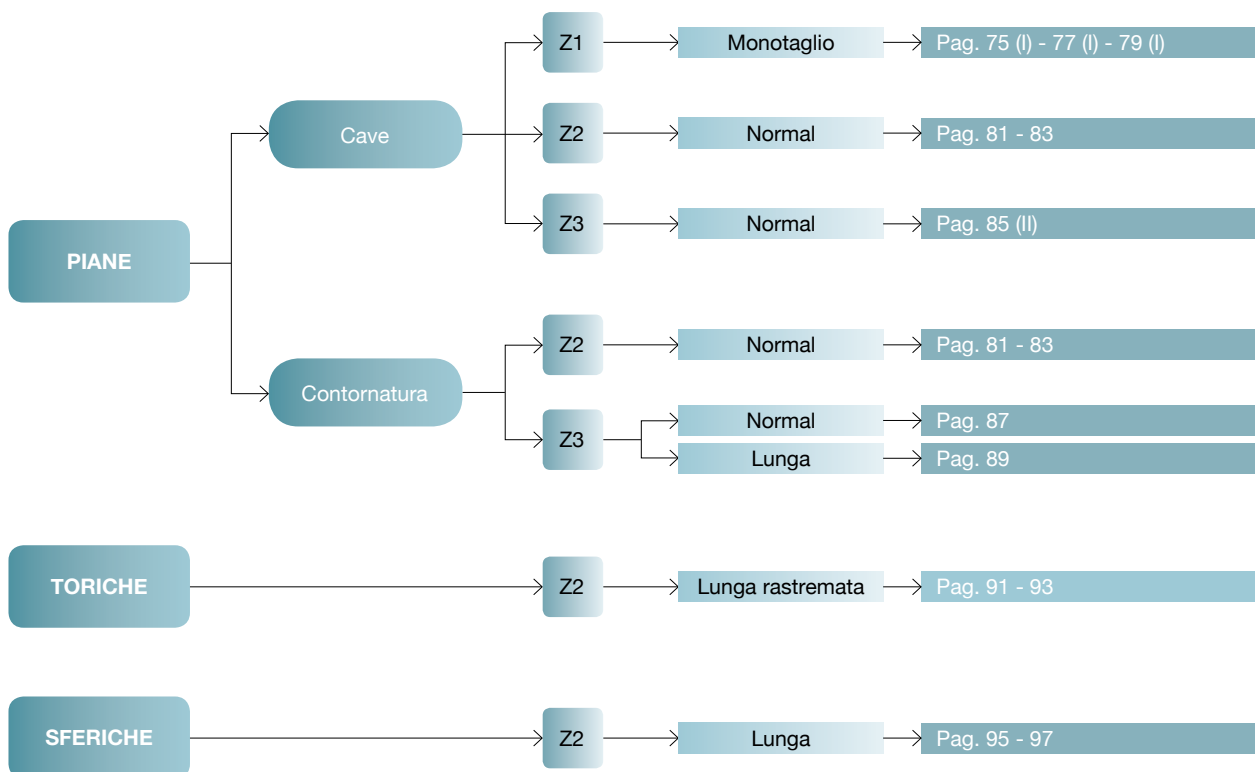 PIANE
Cave
Z1
Monotaglio
Pag. 75 (I) - 77 (I) - 79 (I)
Z2
Normal
Pag. 81 - 83
Z3
Normal
Pag. 85 (II)
Contornatura
Z2
Normal
Pag. 81 - 83
Z3
Normal
Pag. 87
Lunga
Pag. 89
TORICHE
Z2
Lunga rastremata
Pag. 91 - 93
SFERICHE
Z2
Lunga
Pag. 95 - 97